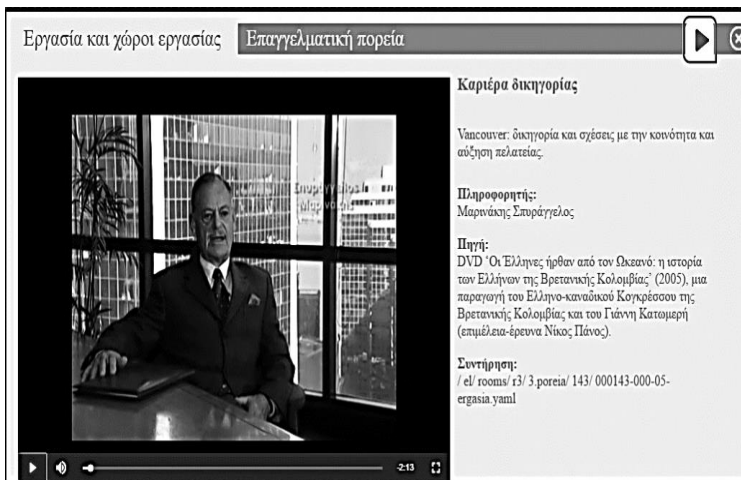 Εργασία και χώροι εργασίας
Επαγγελματική πορεία
Σπυράγγελος
Μαρινάκης
Καριέρα δικηγορίας
Vancouver: δικηγορία και σχέσεις με την κοινότητα και
αύξηση πελατείας.
Πληροφορητής:
Μαρινάκης Σπυράγγελος
Πηγή:
DVD ‘Οι Έλληνες ήρθαν από τον Ωκεανό: η ιστορία
των Ελλήνων της Βρετανικής Κολομβίας’ (2005), μια
παραγωγή του Ελληνο-καναδικού Κογκρέσσου της
Βρετανικής Κολομβίας και του Γιάννη Κατωμερή
(επιμέλεια-έρευνα Νίκος Πάνος).
Συντήρηση:
/ el/ rooms/ r3/ 3.poreia/ 143/ 000143-000-05-
ergasia.yaml
-2:13